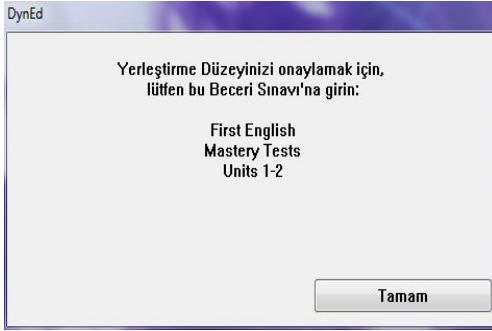 DynEd
Yerleştirme Düzeyinizi onaylamak için,
lütfen bu Beceri Sınavı'na girin:
First English
Mastery Tests
Units 1-2
Tamam